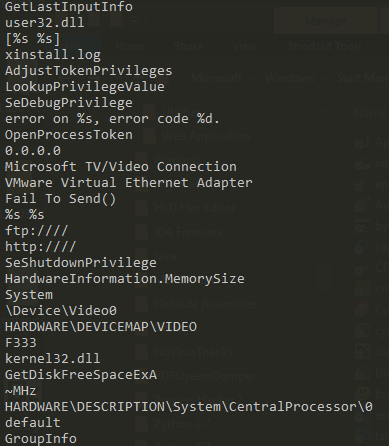 GetLastInputInfo
user32.dll
[%s %s]
xinstall.log
AdjustTokenPrivileges
LookupPrivilegeValue
SeDebugPrivilege
error on %s, error code %d.
OpenProcessToken
0.0.0.0
Microsoft TV/Video Connection
VMware Virtual Ethernet Adapter
Fail To Send()
%s %s
ftp:////
http:////
SeShutdownPrivilege
HardwareInformation.MemorySize
System
\Device\Video0
HARDWARE\DEVICEMAP\VIDEO
F333
kernel32.dll
GetDiskFreeSpaceExA
~MHz
HARDWARE\DESCRIPTION\System\CentralProcessor\0
default
GroupInfo